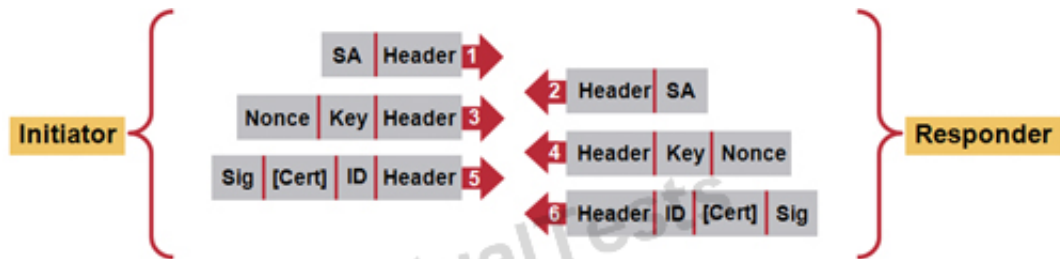 SA Header 1
2 Header SA
Nonce Key Header 3
Initiator
Responder
4 Header Key Nonce
Sig [Cert] ID Header 5
6 Header ID [Cert] Sig